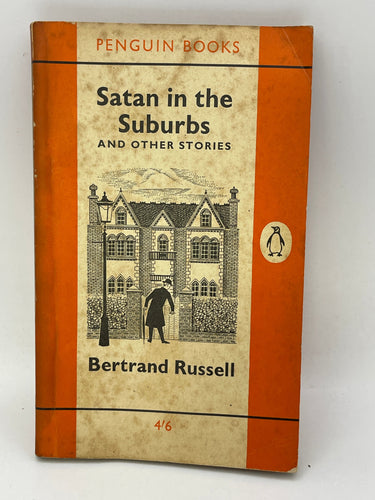 PENGUIN BOOKS
Satan in the
Suburbs
AND OTHER STORIES
Bertrand Russell
4/6